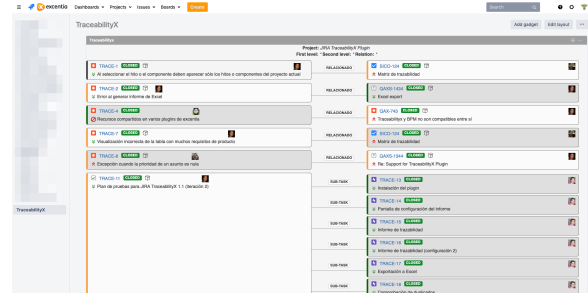 excentia Dashboards Projects Issues Boards Create Search
TraceabilityX Add gadget Edit layout ...
TraceabilityX
Project: JIRA TraceabilityX Plugin
First level: * Second level: * Relation: *
TRACE-1 CLOSED
Al seleccionar el hito o el componente deben aparecer sólo los hitos o componentes del proyecto actual
RELACIONADO
SICO-124 CLOSED
Matriz de trazabilidad
TRACE-2 CLOSED
Error al generar informe de Excel
RELACIONADO
QAXS-1434 CLOSED
Excel export
TRACE-4 CLOSED
Recursos compartidos en varios plugins de excentia
RELACIONADO
QAX-745 CLOSED
TraceabilityX y BPM no son compatibles entre sí
TRACE-7 CLOSED
Visualización incorrecta de la tabla con muchos requisitos de producto
RELACIONADO
SICO-124 CLOSED
Matriz de trazabilidad
CLOSED
Excepción cuando la prioridad de un asunto es nula
RELACIONADO
QAXS-1344 CLOSED
Re: Support for TraceabilityX Plugin
TRACE-11 CLOSED
Plan de pruebas para JIRA TraceabilityX 1.1 (iteración 2)
SUB-TASK
TRACE-13 CLOSED
Instalación del plugin
SUB-TASK
TRACE-14 CLOSED
Pantalla de configuración del informe
SUB-TASK
TRACE-15 CLOSED
Informe de trazabilidad
SUB-TASK
TRACE-16 CLOSED
Informe de trazabilidad (configuración 2)
SUB-TASK
TRACE-17 CLOSED
Exportación a Excel
SUB-TASK
TRACE-18 CLOSED
TraceabilityX